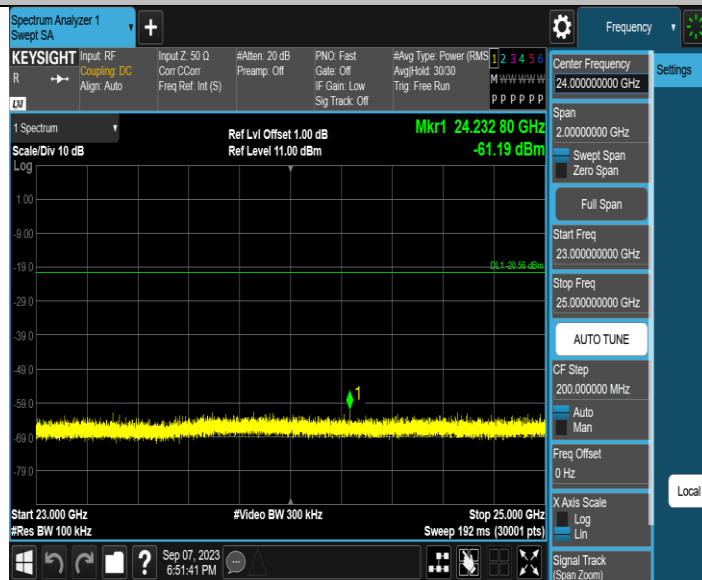 Spectrum Analyzer 1
Swept SA
+
Frequency
KEYSIGHT
R
LXI
Input: RF
Coupling: DC
Align: Auto
Input Z: 50 Ω
Corr CCorr
Freq Ref: Int (S)
#Atten: 20 dB
Preamp: Off
PNO: Fast
Gate: Off
IF Gain: Low
Sig Track: Off
#Avg Type: Power (RMS
Avg|Hold: 30/30
Trig: Free Run
1 2 3 4 5 6
M W W W W W
P P P P P P
1 Spectrum
Scale/Div 10 dB
Log
Ref Lvl Offset 1.00 dB
Ref Level 11.00 dBm
Mkr1 24.232 80 GHz
-61.19 dBm
1.00
-9.00
-19.0
-29.0
-39.0
-49.0
-59.0
-69.0
-79.0
DL1 -20.56 dBm
1
Start 23.000 GHz
#Res BW 100 kHz
#Video BW 300 kHz
Stop 25.000 GHz
Sweep 192 ms (30001 pts)
?
Sep 07, 2023
6:51:41 PM
Center Frequency
24.000000000 GHz
Span
2.00000000 GHz
Swept Span
Zero Span
Full Span
Start Freq
23.000000000 GHz
Stop Freq
25.000000000 GHz
AUTO TUNE
CF Step
200.000000 MHz
Auto
Man
Freq Offset
0 Hz
X Axis Scale
Log
Lin
Signal Track
(Span Zoom)
Settings
Local